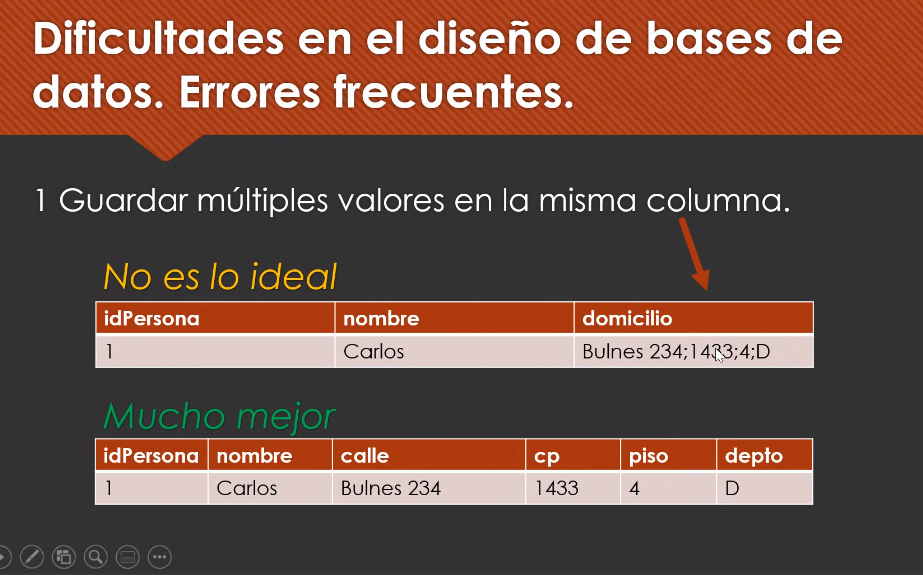 Dificultades en el diseño de bases de
datos. Errores frecuentes.
1 Guardar múltiples valores en la misma columna.
No es lo ideal
idPersona nombre domicilio
1 Carlos Bulnes 234;1433;4;D
Mucho mejor
idPersona nombre calle cp piso depto
1 Carlos Bulnes 234 1433 4 D